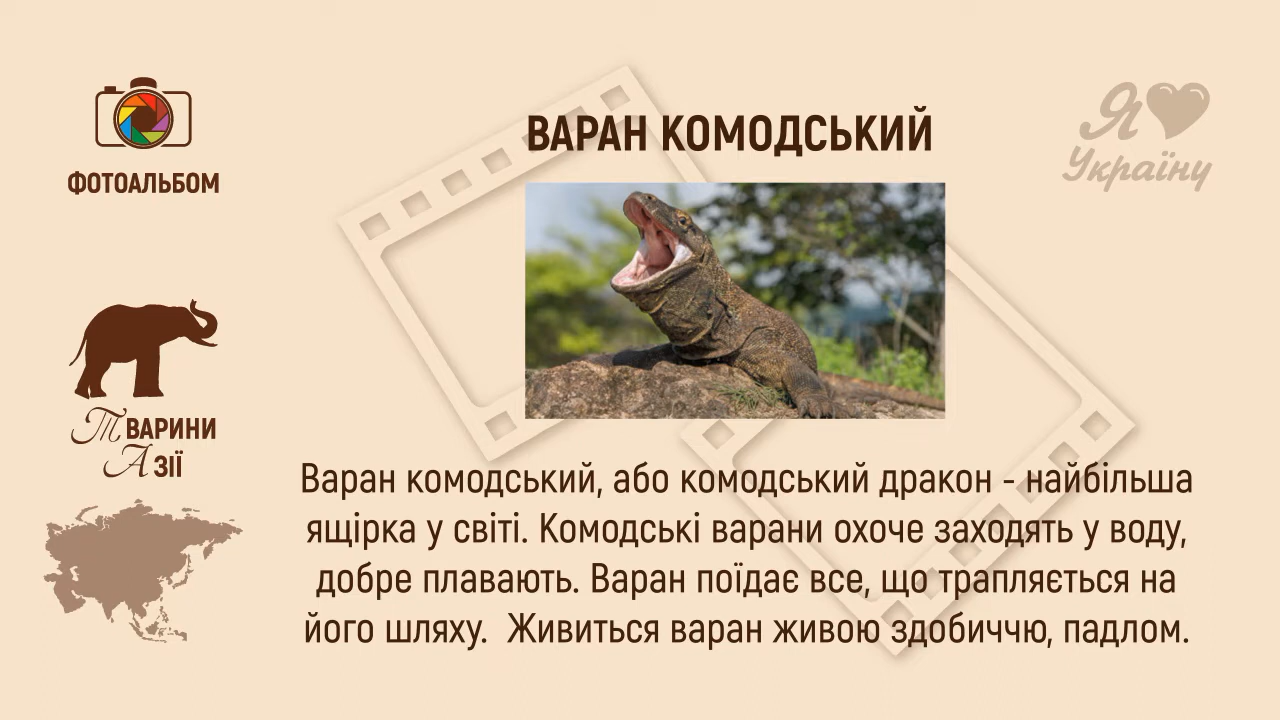 ФОТОАЛЬБОМ
ВАРАН КОМОДСЬКИЙ
Я
Україну
ТВАРИНИ
АЗІЇ
Варан комодський, або комодський дракон - найбільша
ящірка у світі. Комодські варани охоче заходять у воду,
добре плавають. Варан поїдає все, що трапляється на
його шляху.  Живиться варан живою здобиччю, падлом.